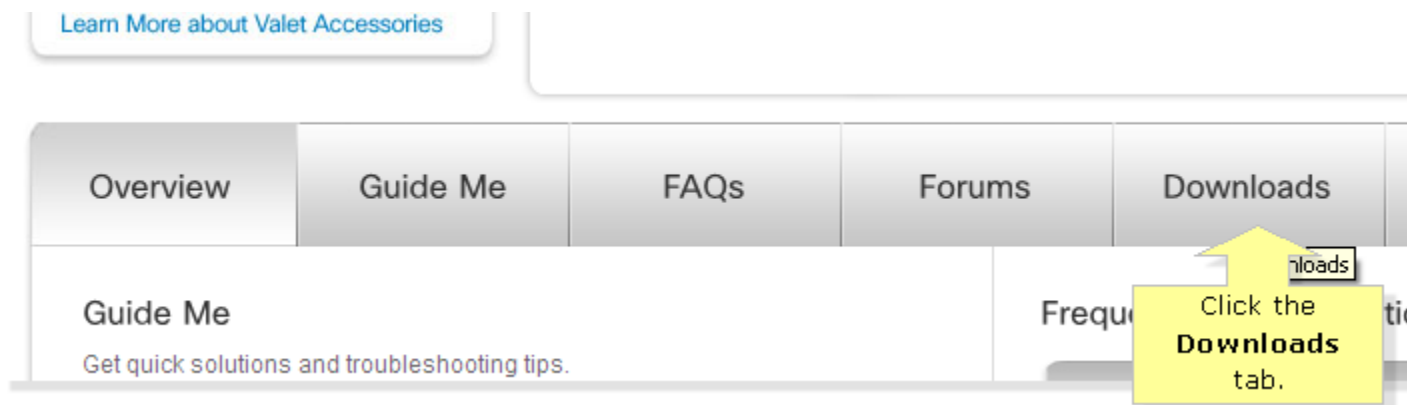 Learn More about Valet Accessories
Overview Guide Me FAQs Forums Downloads
nloads
Guide Me
Get quick solutions and troubleshooting tips.
Click the
Downloads
tab.